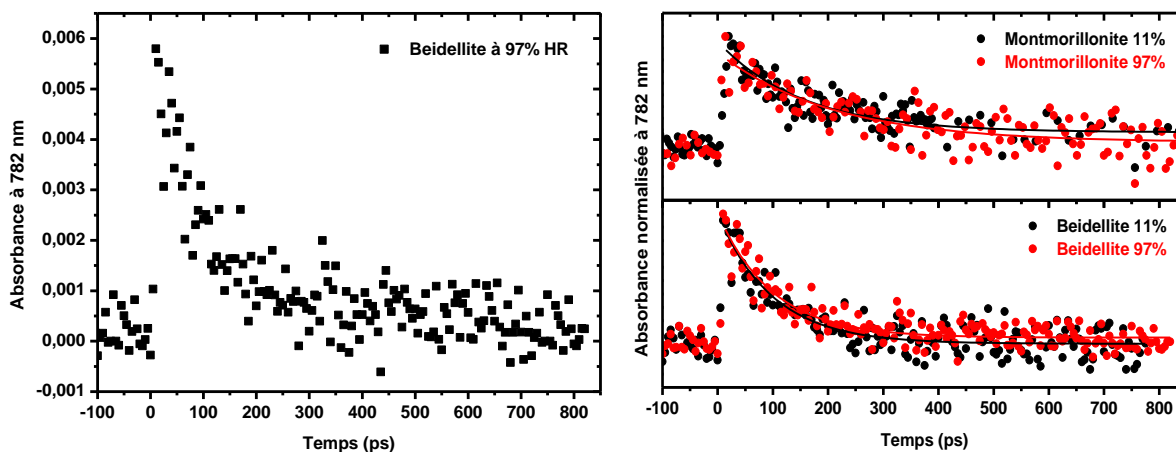 0,006
0,005
0,004
0,003
0,002
0,001
0,000
-0,001
Absorbance à 782 nm
Beidellite à 97% HR
-100 0 100 200 300 400 500 600 700 800
Temps (ps)
Absorbance normalisée à 782 nm
Montmorillonite 11%
Montmorillonite 97%
Beidellite 11%
Beidellite 97%
-100 0 100 200 300 400 500 600 700 800
Temps (ps)